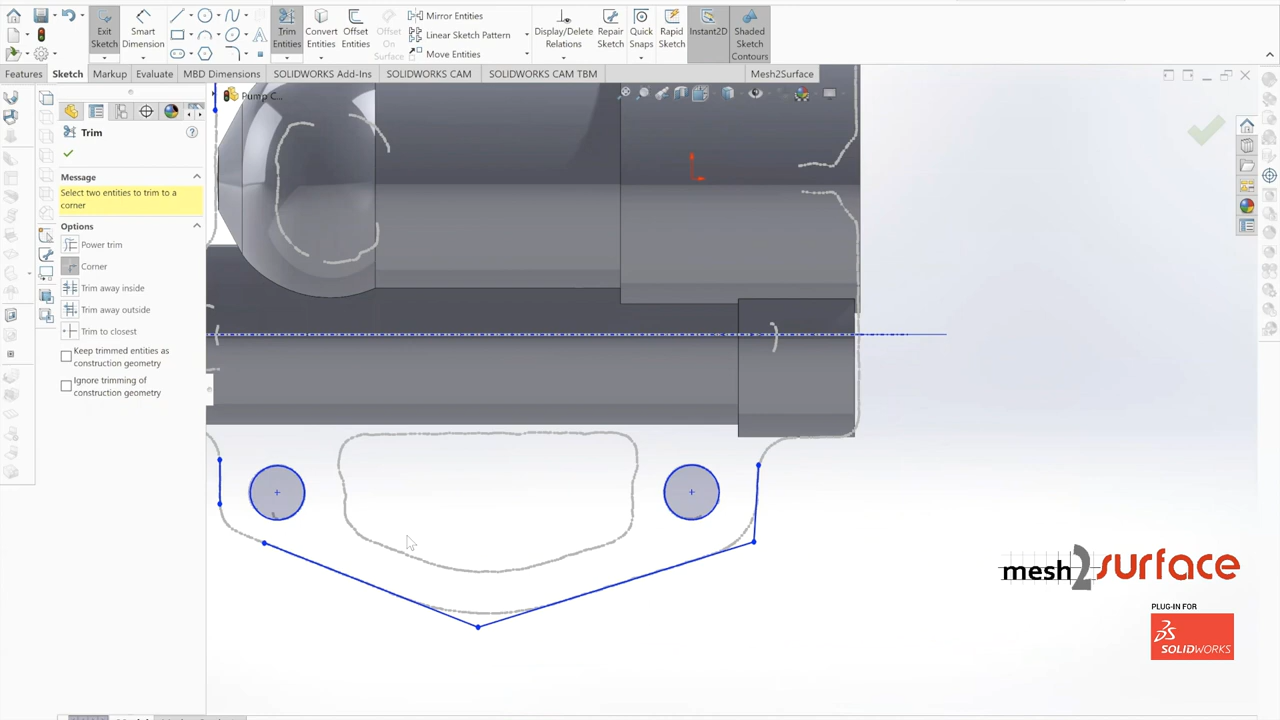 Exit
Sketch
Smart
Dimension
Trim
Entities
Convert
Entities
Offset
Entities
Offset
On
Surface
Mirror Entities
Linear Sketch Pattern
Move Entities
Display/Delete
Relations
Repair
Sketch
Quick
Snaps
Rapid
Sketch
Instant2D
Shaded
Sketch
Contours
Features
Sketch
Markup
Evaluate
MBD Dimensions
SOLIDWORKS Add-Ins
SOLIDWORKS CAM
SOLIDWORKS CAM TBM
Mesh2Surface
Pump C...
Trim
Message
Select two entities to trim to a
corner
Options
Power trim
Corner
Trim away inside
Trim away outside
Trim to closest
Keep trimmed entities as
construction geometry
Ignore trimming of
construction geometry
mesh2surface
PLUG-IN FOR
SOLIDWORKS